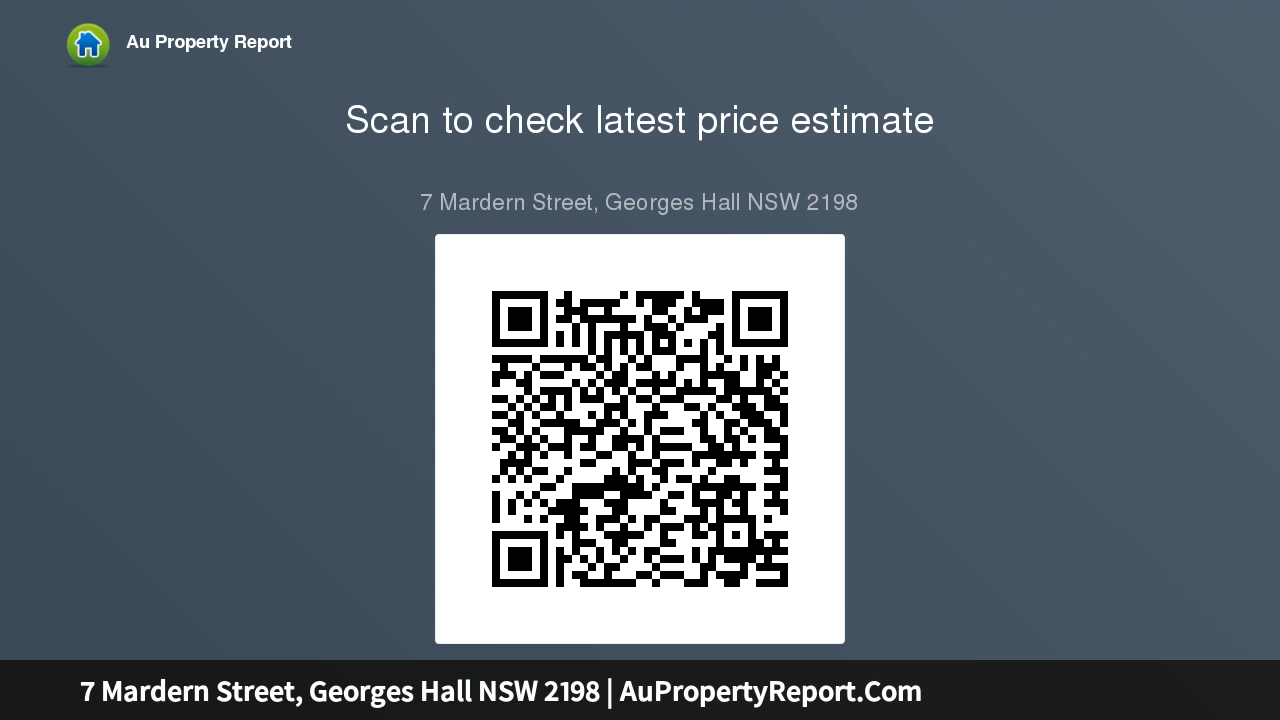 Au Property Report
Scan to check latest price estimate
7 Mardern Street, Georges Hall NSW 2198
7 Mardern Street, Georges Hall NSW 2198 | AuPropertyReport.Com